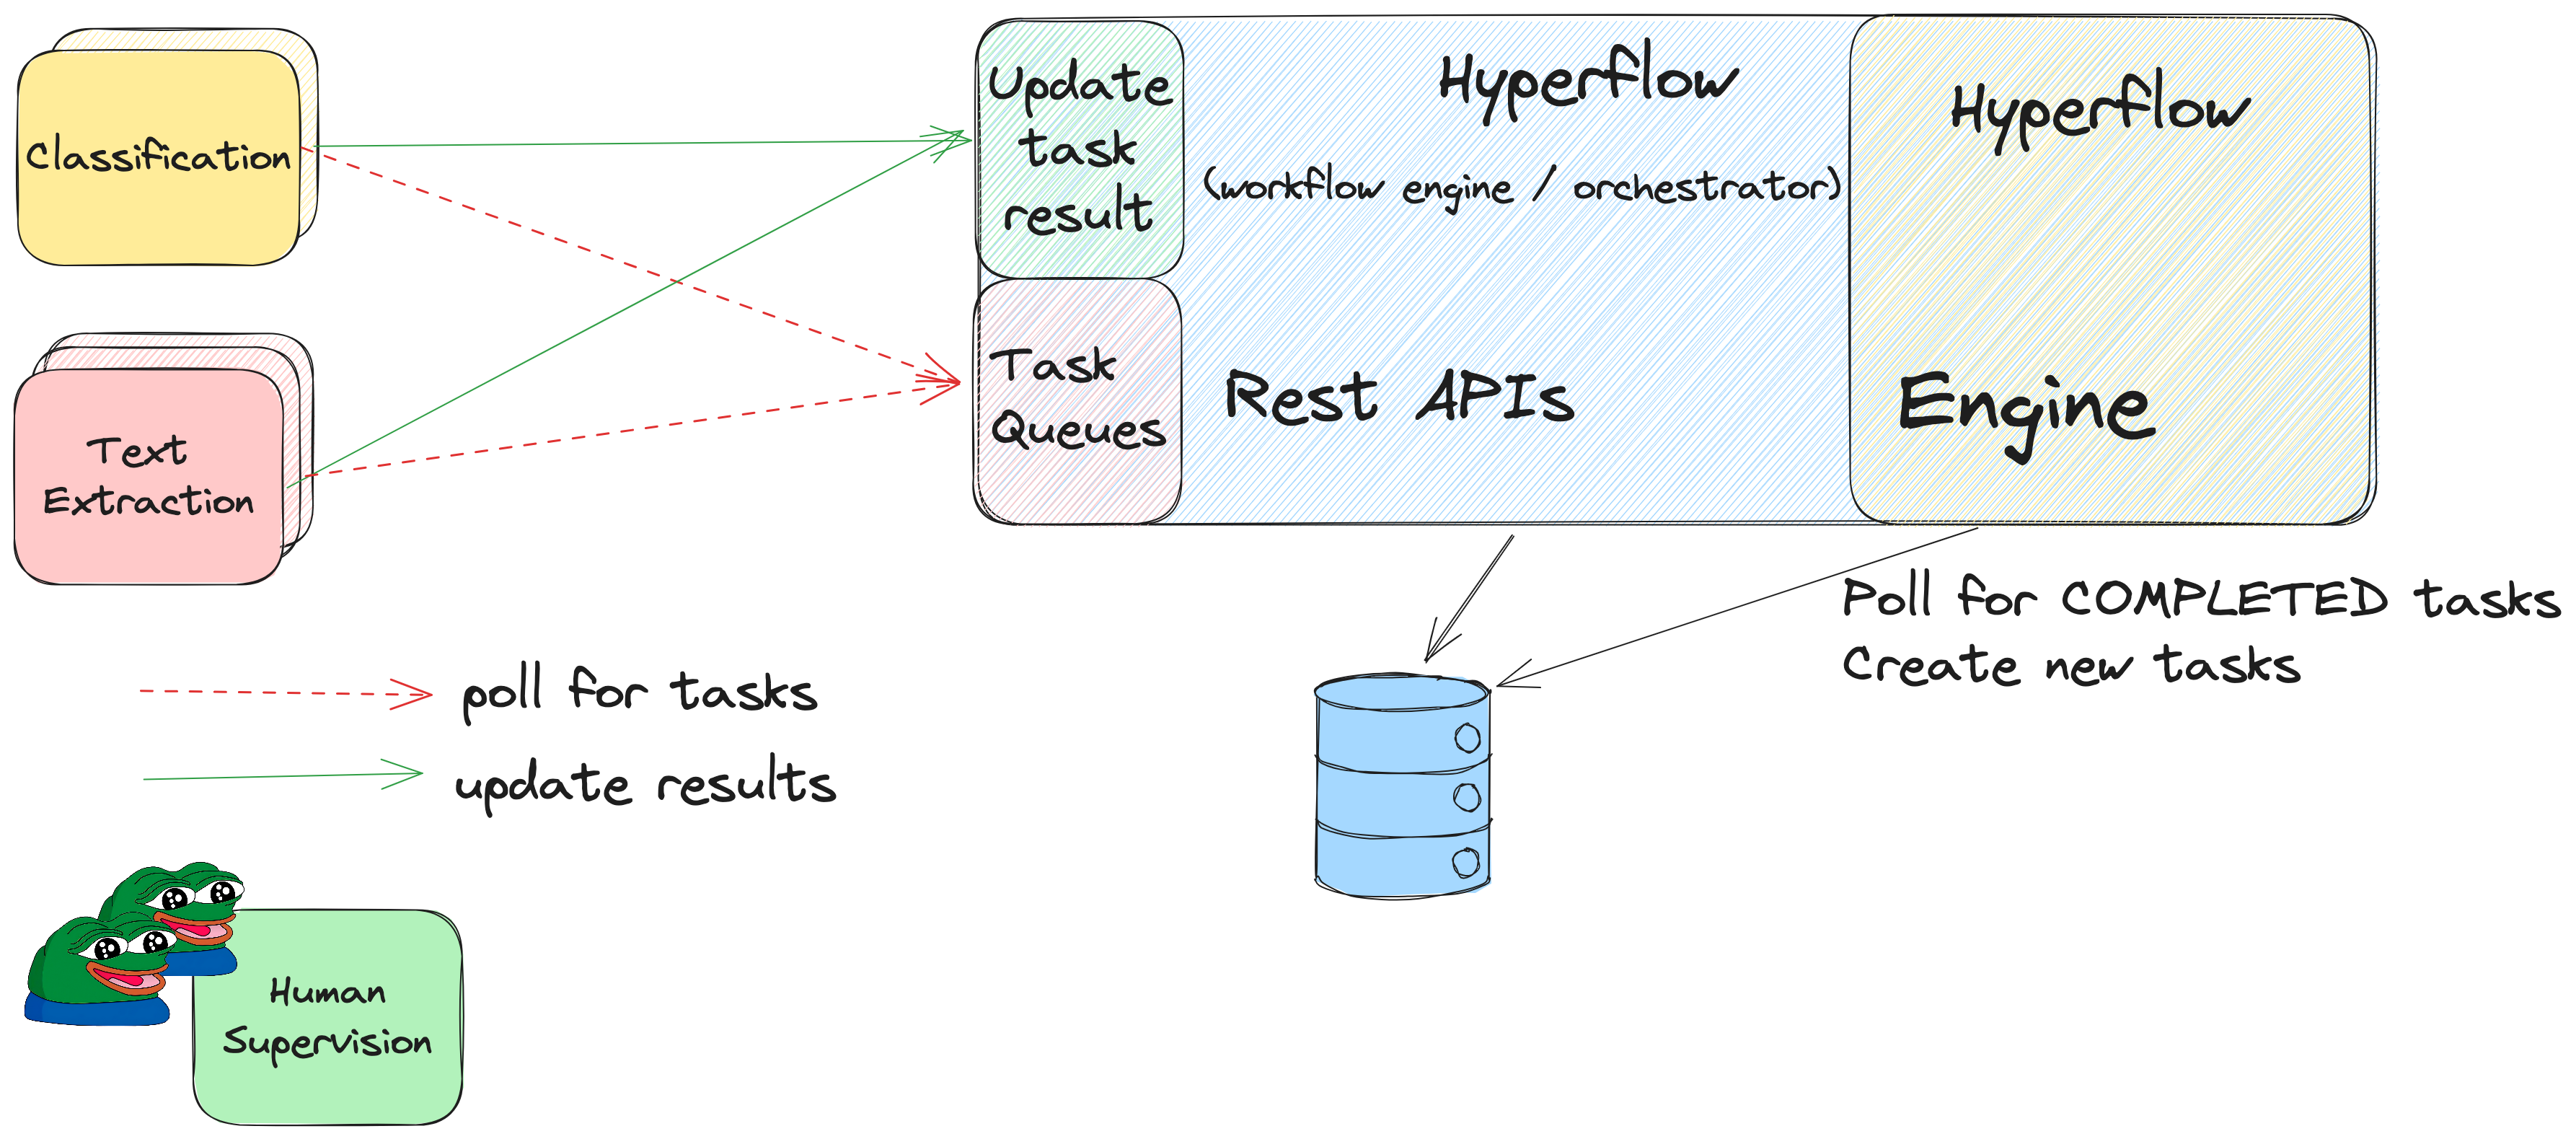 Classification
Text
Extraction
Update
task
result
Task
Queues
Hyperflow
(workflow engine / orchestrator)
Rest APIs
Hyperflow
Engine
Poll for COMPLETED tasks
Create new tasks
poll for tasks
update results
Human
Supervision